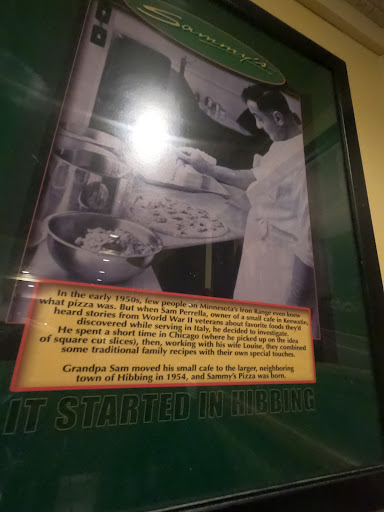 Sammy's
In the early 1950s, few people on Minnesota's Iron Range even knew
what pizza was. But when Sam Perrella, owner of a small cafe in Keewatin,
heard stories from World War II veterans about favorite foods they'd
discovered while serving in Italy, he decided to investigate.
He spent a short time in Chicago (where he picked up on the idea
of square cut slices), then, working with his wife Louise, they combined
some traditional family recipes with their own special touches.
Grandpa Sam moved his small cafe to the larger, neighboring
town of Hibbing in 1954, and Sammy's Pizza was born.
IT STARTED IN HIBBING